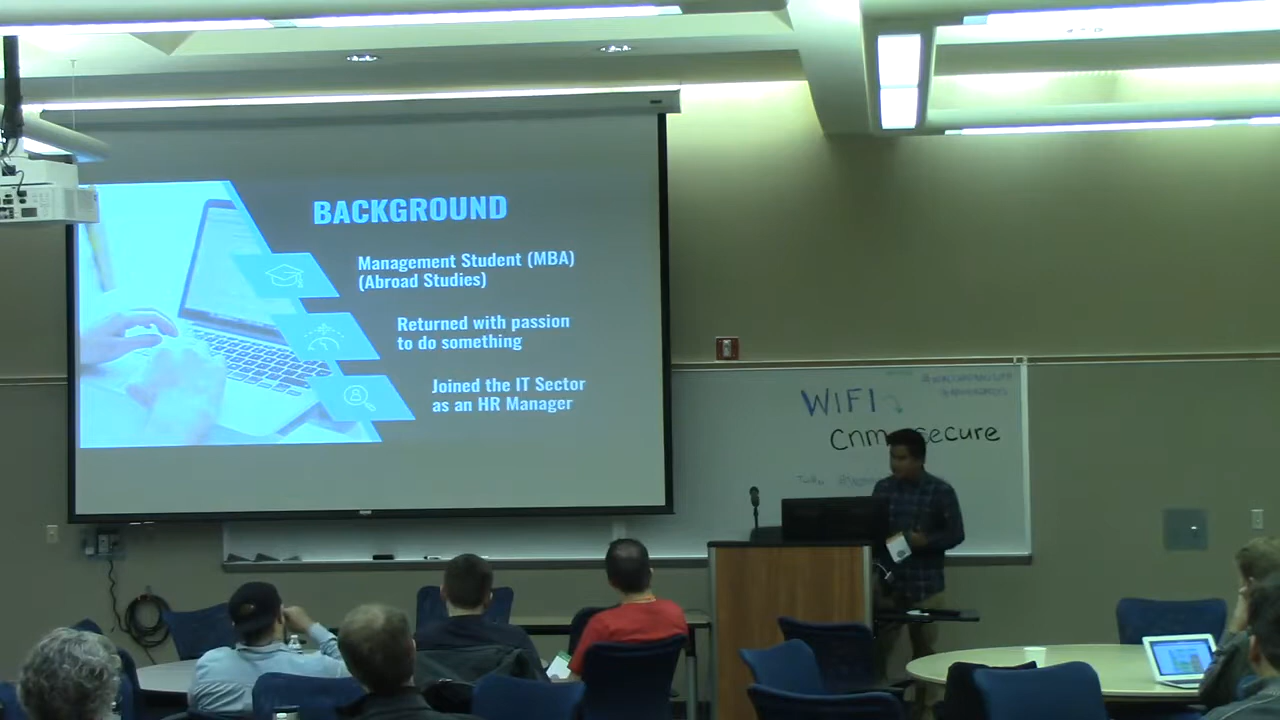 BACKGROUND
Management Student (MBA)
(Abroad Studies)
Returned with passion
to do something
Joined the IT Sector
as an HR Manager
WIFI
secure